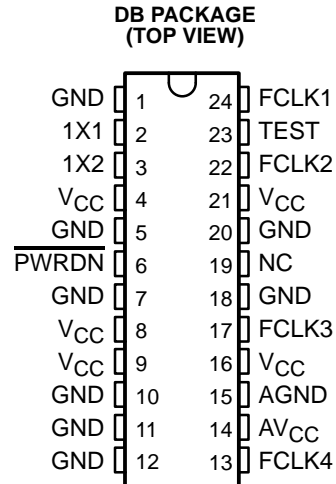 DB PACKAGE
(TOP VIEW)
GND 1 24 FCLK1
1X1 2 23 TEST
1X2 3 22 FCLK2
VCC 4 21 VCC
GND 5 20 GND
PWRDN 6 19 NC
GND 7 18 GND
VCC 8 17 FCLK3
VCC 9 16 VCC
GND 10 15 AGND
GND 11 14 AVCC
GND 12 13 FCLK4